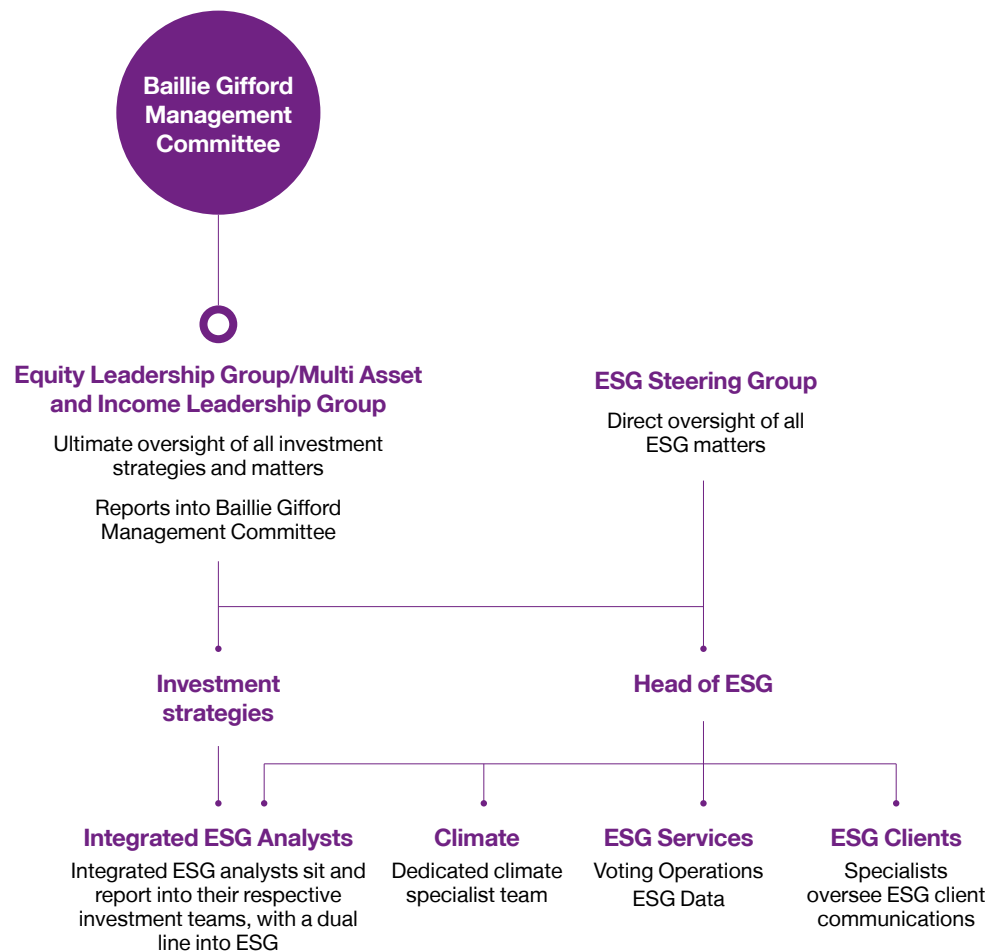 Baillie Gifford
Management
Committee
Equity Leadership Group/Multi Asset
and Income Leadership Group
Ultimate oversight of all investment
strategies and matters
Reports into Baillie Gifford
Management Committee
ESG Steering Group
Direct oversight of all
ESG matters
Investment
strategies
Head of ESG
Integrated ESG Analysts
Integrated ESG analysts sit and
report into their respective
investment teams, with a dual
line into ESG
Climate
Dedicated climate
specialist team
ESG Services
Voting Operations
ESG Data
ESG Clients
Specialists
oversee ESG client
communications